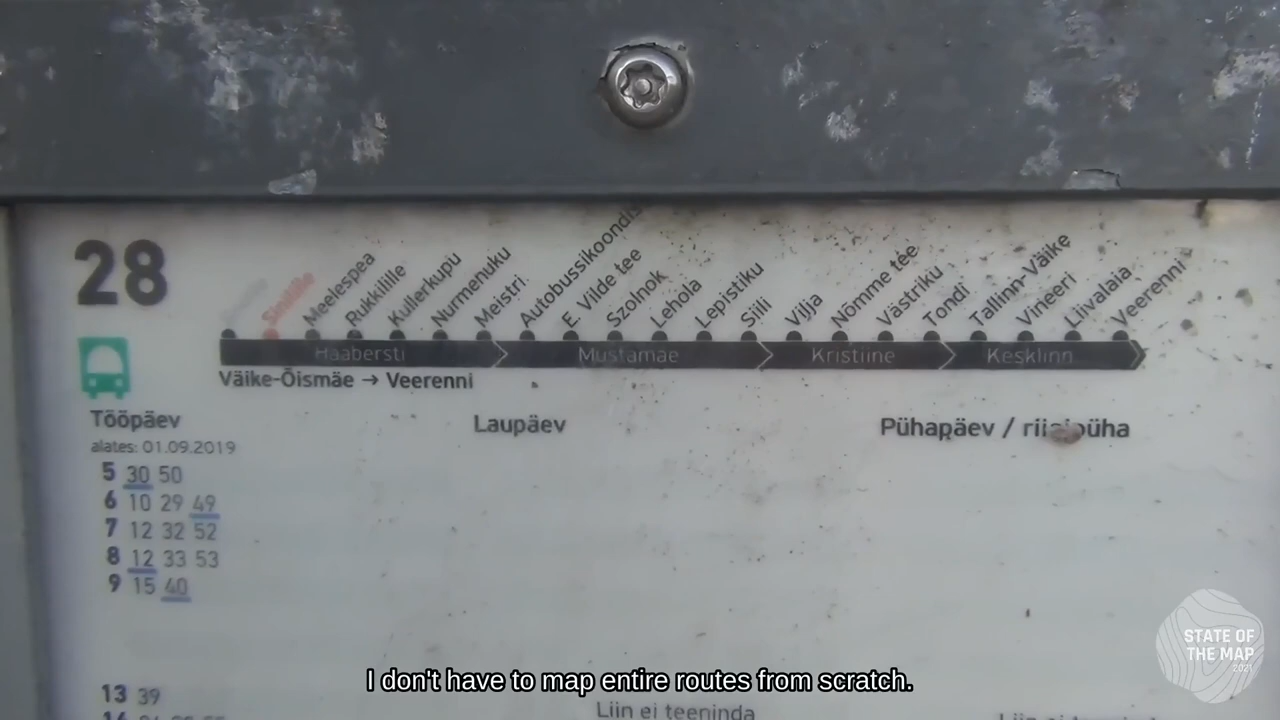 28
Sinilille
Meelespea
Rukkilille
Kullerkupu
Nurmenuku
Meistri
Autobussikoondis
E. Vilde tee
Szolnok
Lehola
Lepistiku
Siili
Vilja
Nõmme tee
Västriku
Tondi
Tallinn-Väike
Vineeri
Liivalaia
Veerenni
Haabersti
Mustamäe
Kristiine
Kesklinn
Väike-Õismäe → Veerenni
Tööpäev
Laupäev
Pühapäev / riigipüha
alates: 01.09.2019
5 30 50
6 10 29 49
7 12 32 52
8 12 33 53
9 15 40
13 39
Liin ei teeninda
I don't have to map entire routes from scratch.
STATE OF
THE MAP
2021